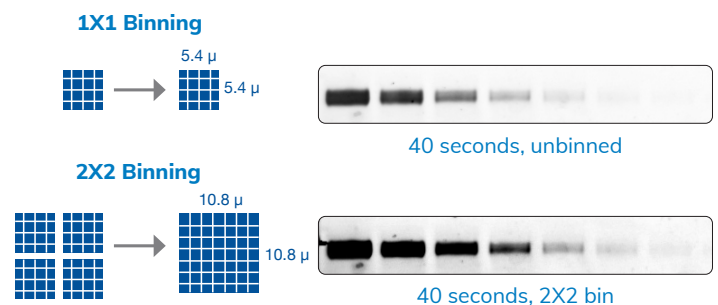 1X1 Binning
5.4 µ
5.4 µ
40 seconds, unbinned
2X2 Binning
10.8 µ
10.8 µ
40 seconds, 2X2 bin